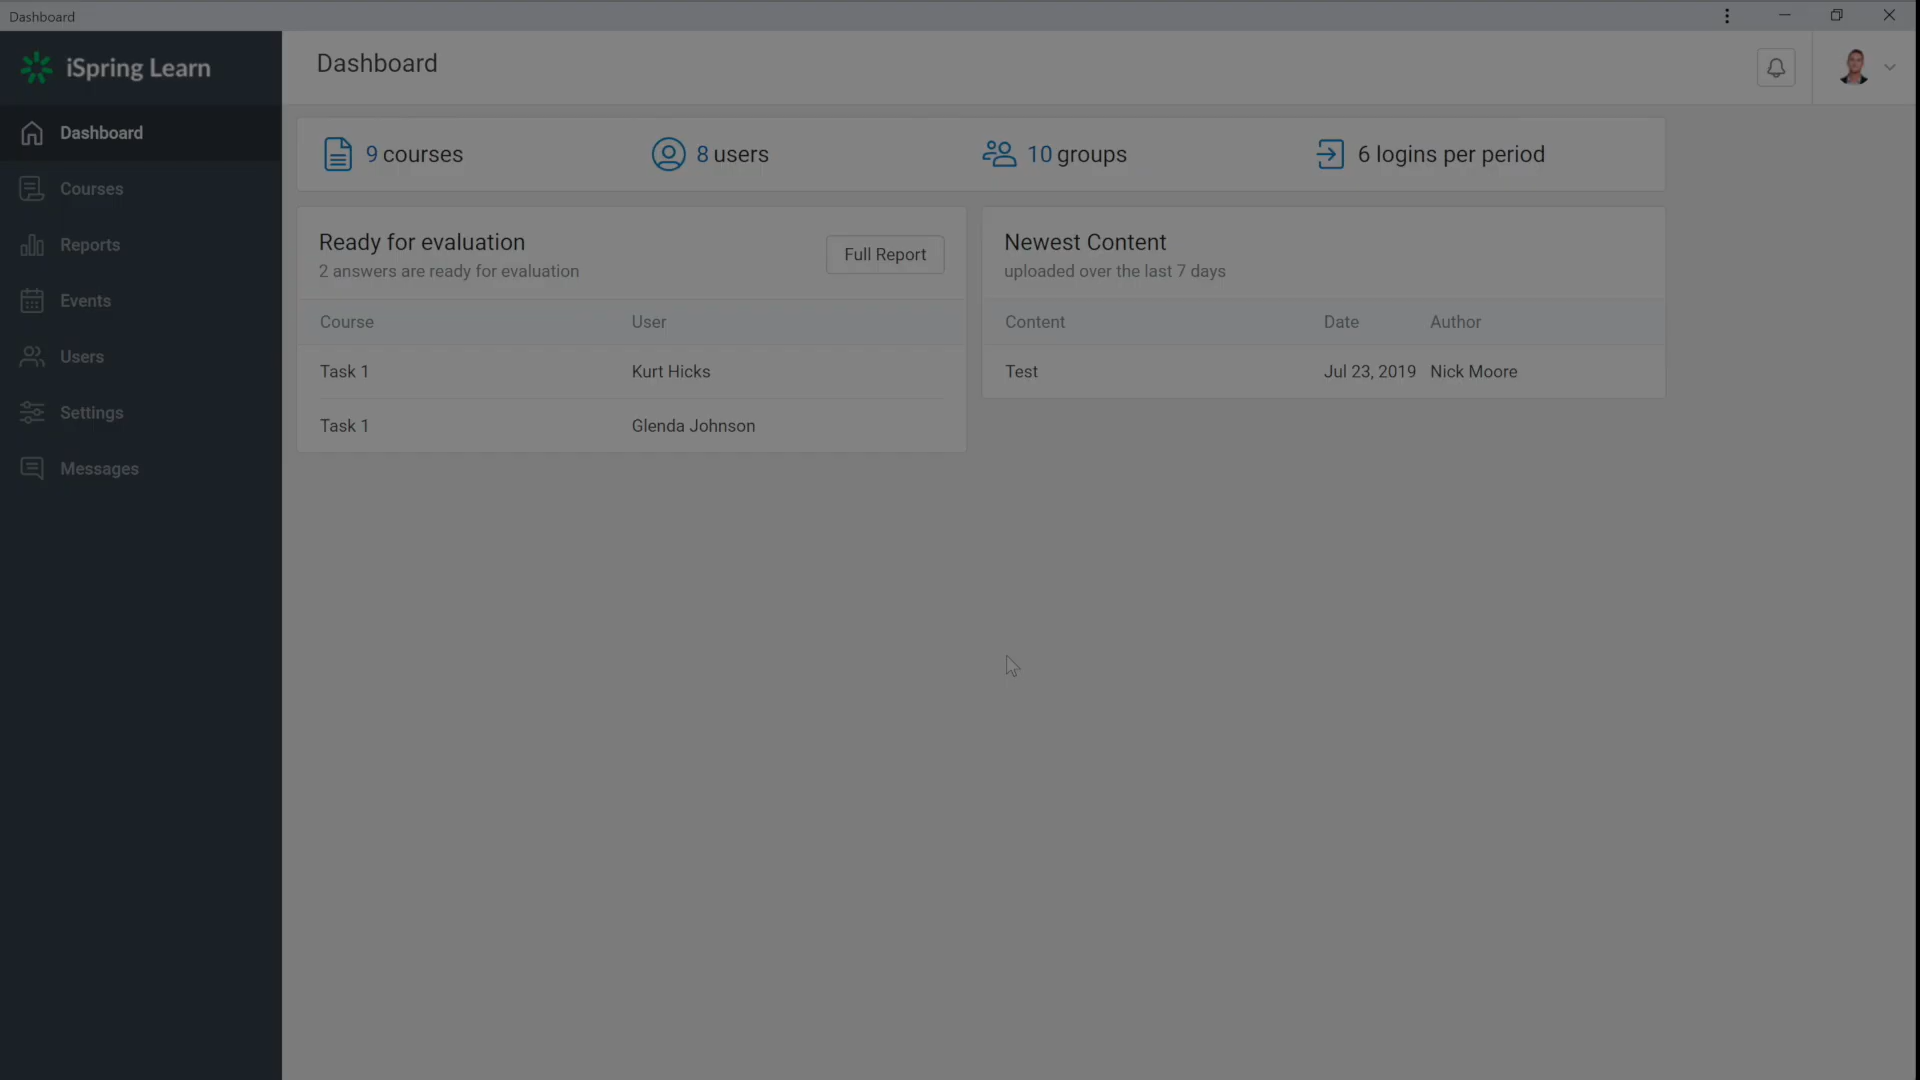 Dashboard
iSpring Learn
Dashboard
Dashboard
Courses
Reports
Events
Users
Settings
Messages
9 courses
8 users
10 groups
6 logins per period
Ready for evaluation
2 answers are ready for evaluation
Full Report
Course User
Task 1 Kurt Hicks
Task 1 Glenda Johnson
Newest Content
uploaded over the last 7 days
Content Date Author
Test Jul 23, 2019 Nick Moore